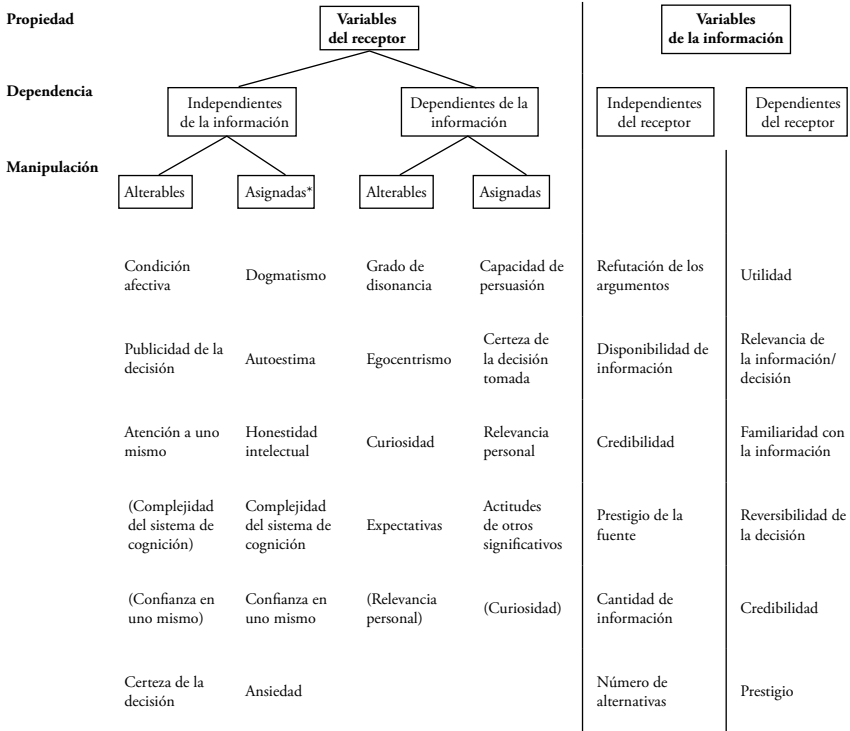 Propiedad
Variables
del receptor
Variables
de la información
Dependencia
Independientes
de la información
Dependientes de la
información
Independientes
del receptor
Dependientes
del receptor
Manipulación
Alterables
Asignadas*
Alterables
Asignadas
Condición
afectiva
Dogmatismo
Grado de
disonancia
Capacidad de
persuasión
Refutación de los
argumentos
Utilidad
Publicidad de la
decisión
Autoestima
Egocentrismo
Certeza de
la decisión
tomada
Disponibilidad de
información
Relevancia de
la información/
decisión
Atención a uno
mismo
Honestidad
intelectual
Curiosidad
Relevancia
personal
Credibilidad
Familiaridad con
la información
(Complejidad
del sistema de
cognición)
Complejidad
del sistema de
cognición
Expectativas
Actitudes
de otros
significativos
Prestigio de la
fuente
Reversibilidad de
la decisión
(Confianza en
uno mismo)
Confianza en
uno mismo
(Relevancia
personal)
(Curiosidad)
Cantidad de
información
Credibilidad
Certeza de la
decisión
Ansiedad
Número de
alternativas
Prestigio